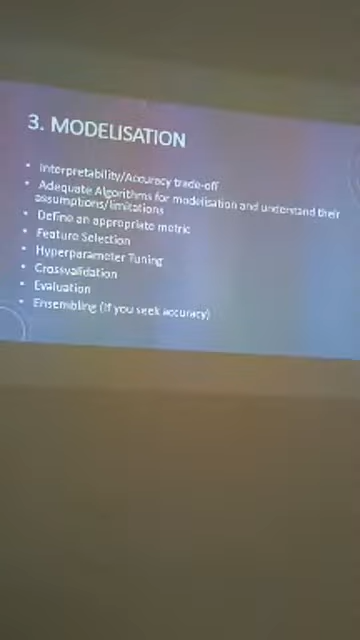 3. MODELISATION
• Interpretability/Accuracy trade-off
• Adequate Algorithms for modelisation and understand their
assumptions/limitations
• Define an appropriate metric
• Feature Selection
• Hyperparameter Tuning
• Crossvalidation
• Evaluation
• Ensembling (if you seek accuracy)